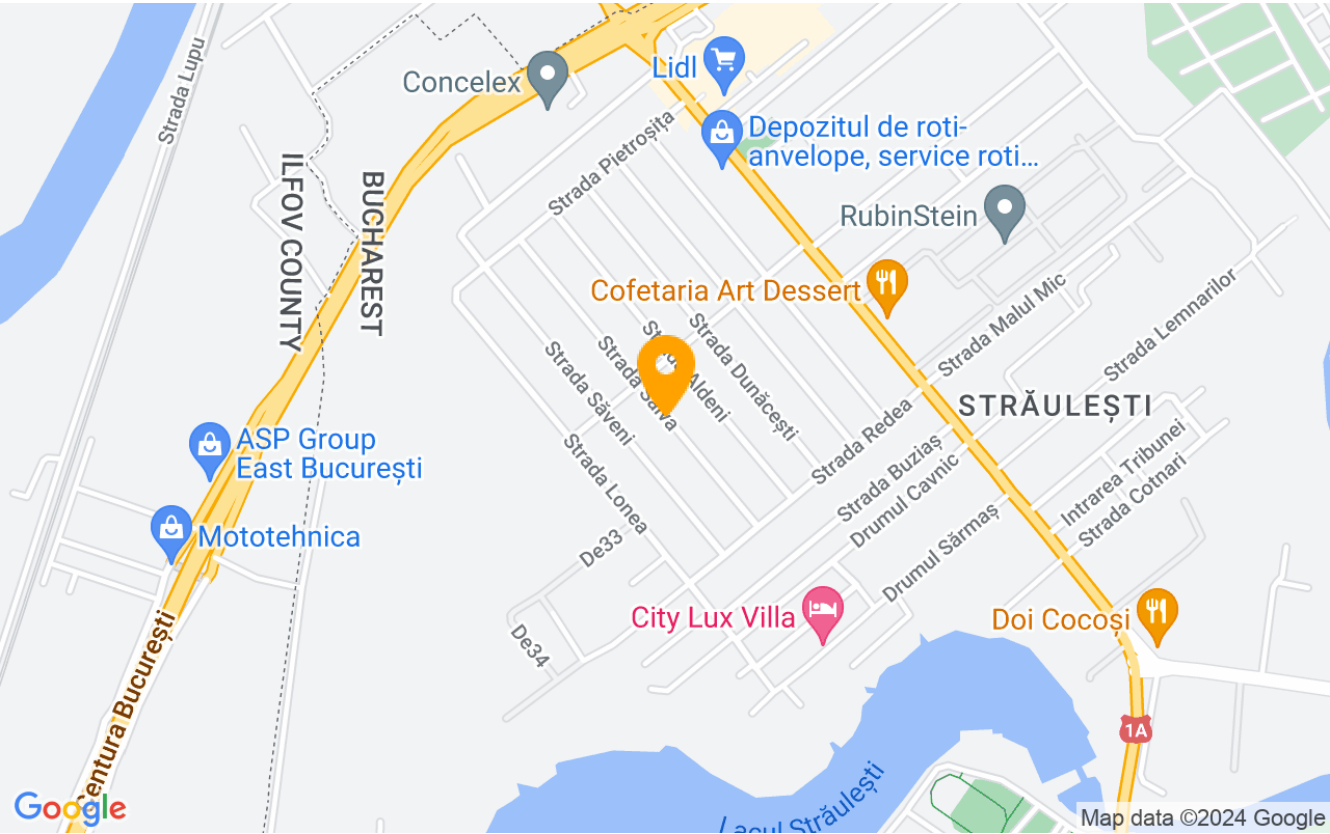 Strada Lupu
Concelex
Lidl
Depozitul de roti-
anvelope, service roti...
Strada Pietroșița
ILFOV COUNTY
BUCHAREST
RubinStein
Cofetaria Art Dessert
Strada Malul Mic
Strada Lemnarilor
Strada Dunăcești
Aldeni
Strada
Strada Săveni
STRĂULEȘTI
Strada Redea
ASP Group
East București
Strada Lonea
Strada Buziaș
Drumul Cavnic
Intrarea Tribunei
Strada Cotnari
Mototehnica
De33
Drumul Sărmaș
City Lux Villa
Doi Cocoși
De34
Centura București
1A
Lacul Străulești
Google
Map data ©2024 Google